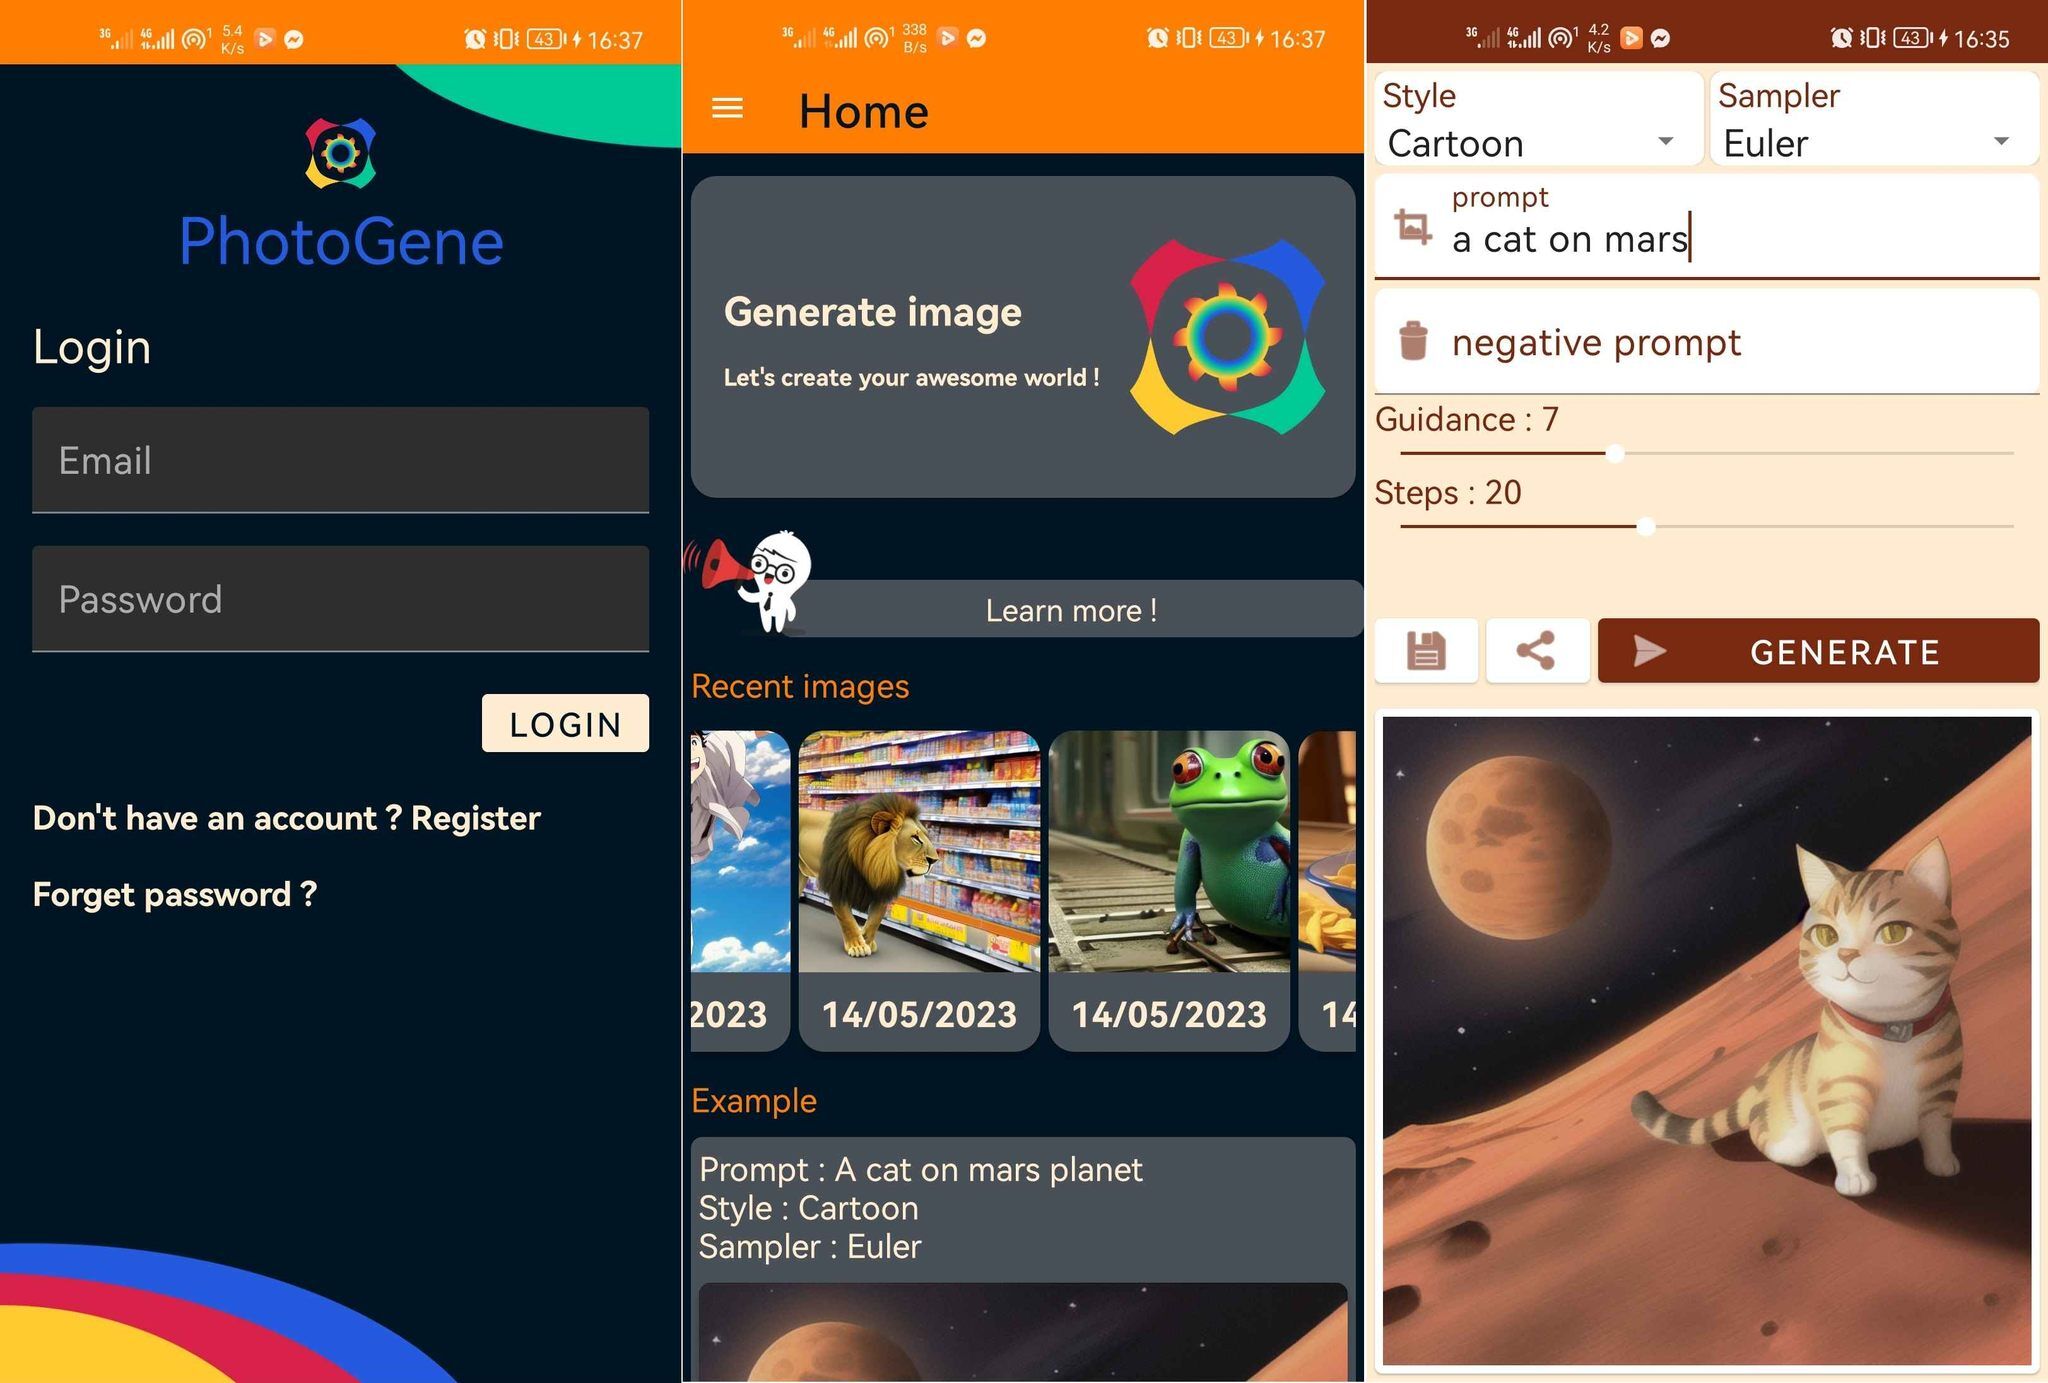 3G 4G 1 5.4 K/s 43 16:37
PhotoGene
Login
Email
Password
LOGIN
Don't have an account ? Register
Forget password ?
3G 4G 1 338 B/s 43 16:37
Home
Generate image
Let's create your awesome world !
Learn more !
Recent images
2023
14/05/2023
14/05/2023
14
Example
Prompt : A cat on mars planet
Style : Cartoon
Sampler : Euler
3G 4G 1 4.2 K/s 43 16:35
Style
Cartoon
Sampler
Euler
prompt
a cat on mars
negative prompt
Guidance : 7
Steps : 20
GENERATE